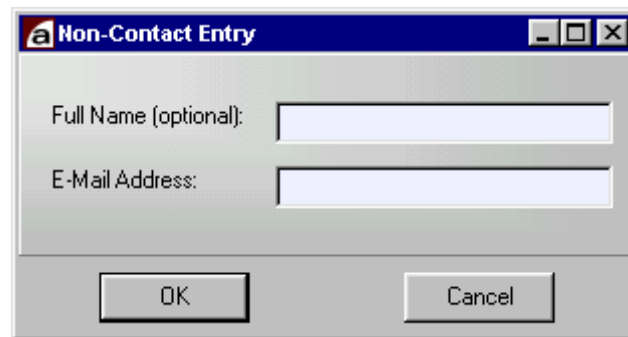 a Non-Contact Entry
Full Name (optional):
E-Mail Address:
OK
Cancel